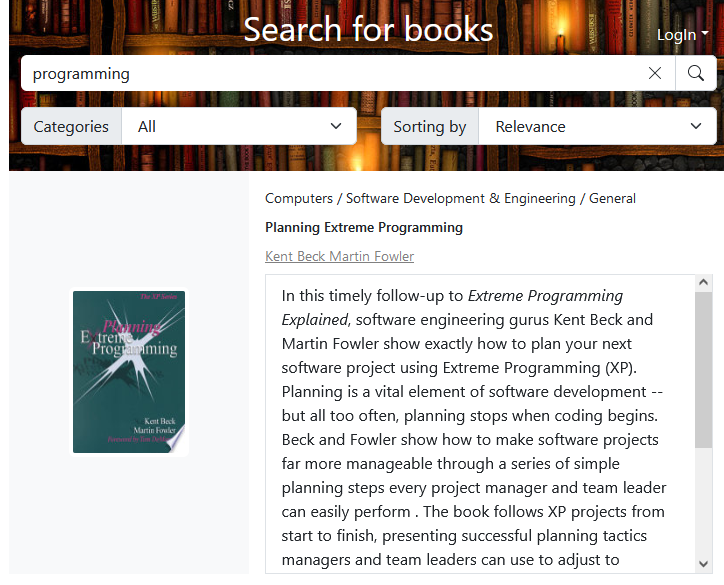 Search for books
LogIn
programming
Categories
All
Sorting by
Relevance
Computers / Software Development & Engineering / General
Planning Extreme Programming
Kent Beck Martin Fowler
The XP Series
Planning
Extreme
Programming
Kent Beck
Martin Fowler
Foreword by Tom DeMarco
In this timely follow-up to Extreme Programming
Explained, software engineering gurus Kent Beck and
Martin Fowler show exactly how to plan your next
software project using Extreme Programming (XP).
Planning is a vital element of software development --
but all too often, planning stops when coding begins.
Beck and Fowler show how to make software projects
far more manageable through a series of simple
planning steps every project manager and team leader
can easily perform . The book follows XP projects from
start to finish, presenting successful planning tactics
managers and team leaders can use to adjust to